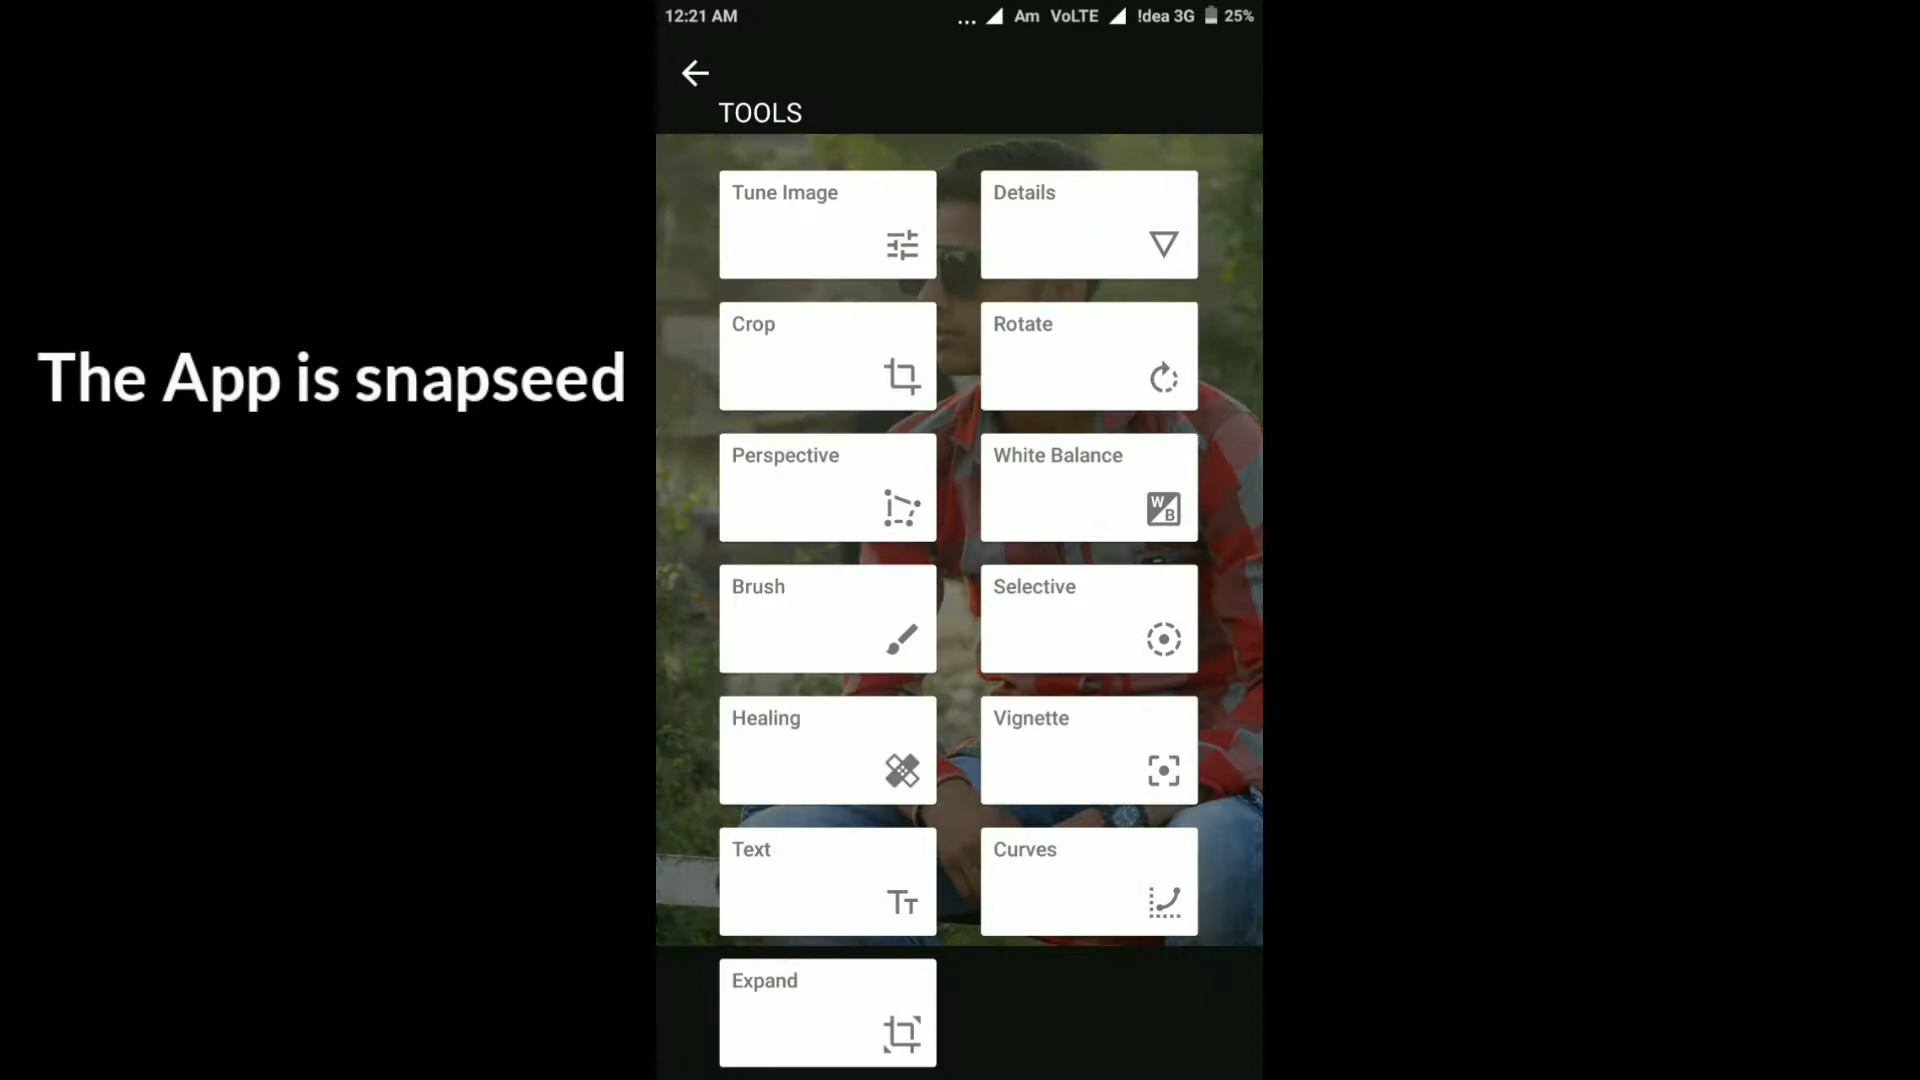 12:21 AM ... Am VoLTE !dea 3G 25%
TOOLS
The App is snapseed
Tune Image
Details
Crop
Rotate
Perspective
White Balance
W
B
Brush
Selective
Healing
Vignette
Text
TT
Curves
Expand